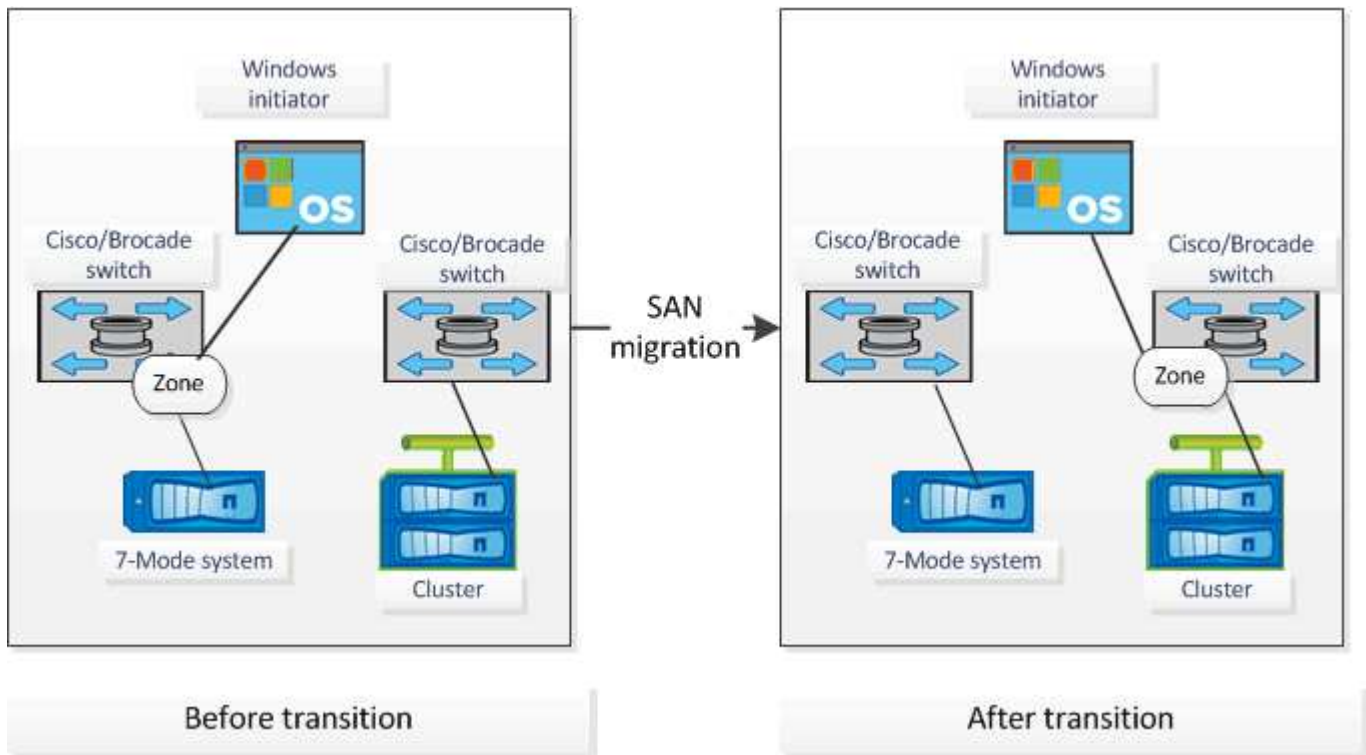 Windows
initiator
OS
Cisco/Brocade
switch
Cisco/Brocade
switch
Zone
n
7-Mode system
n
n
Cluster
Before transition
SAN
migration
Windows
initiator
OS
Cisco/Brocade
switch
Cisco/Brocade
switch
Zone
n
7-Mode system
n
n
Cluster
After transition